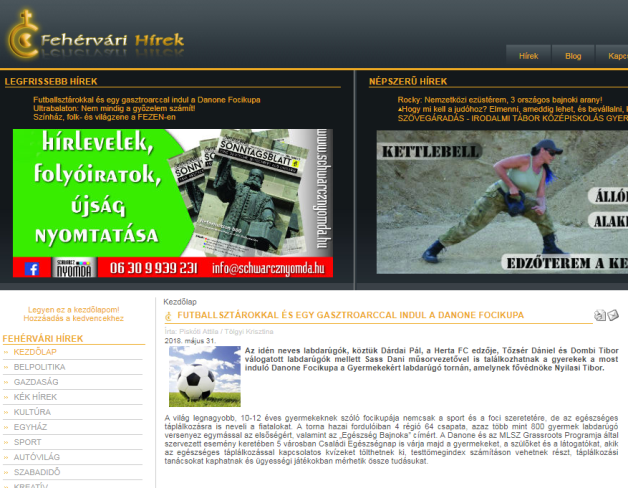 Fehérvári Hírek
Hírek
Blog
LEGFRISSEBB HÍREK
Futballsztárokkal és egy gasztroarccal indul a Danone Focikupa
Ultrabalaton: Nem mindig a győzelem számít!
Színház, folk- és világzene a FEZEN-en
NÉPSZERŰ HÍREK
Rocky: Nemzetközi ezüstérem, 3 országos bajnoki arany!
Hogy mi kell a judóhoz? Elmenni, ameddig lehet, és bevállalni,
SZÖVEGÁRADÁS - IRODALMI TÁBOR KÖZÉPISKOLÁS
HÍRLEVELEK,
FOLYÓIRATOK,
ÚJSÁG
NYOMTATÁSA
SONNTAGSBLATT
www.schwarcznyomda.hu
SCHWARCZ
NYOMDA
06 30 9 939 231 info@schwarcznyomda.hu
KETTLEBELL
EDZŐTEREM A
Legyen ez a kezdőlapom!
Hozzáadás a kedvencekhez
FEHÉRVÁRI HÍREK
KEZDŐLAP
BELPOLITIKA
GAZDASÁG
KÉK HÍREK
KULTÚRA
EGYHÁZ
SPORT
AUTÓVILÁG
SZABADIDŐ
KREATÍV
Kezdőlap
FUTBALLSZTÁROKKAL ÉS EGY GASZTROARCCAL INDUL A DANONE FOCIKUPA
Írta: Piskóti Attila / Tölgyi Krisztina
2018. május 31.
Az idén neves labdarúgók, köztük Dárdai Pál, a Herta FC edzője, Tőzsér Dániel és Dombi Tibor
válogatott labdarúgók mellett Sass Dani műsorvezetővel is találkozhatnak a gyerekek a most
induló Danone Focikupa a Gyermekekért labdarúgó tornán, amelynek fővédnöke Nyilasi Tibor.
A világ legnagyobb, 10-12 éves gyermekeknek szóló focikupája nemcsak a sport és a foci szeretetére, de az egészséges
táplálkozásra is neveli a fiatalokat. A torna hazai fordulóiban 4 régió 64 csapata, azaz több mint 800 gyermek labdarúgó
versenyez egymással az elsőségért, valamint az „Egészség Bajnoka" címért. A Danone és az MLSZ Grassroots Programja által
szervezett esemény keretében 5 városban Családi Egészségnap is várja majd a gyermekeket, a szülőket és a látogatókat, akik
az egészséges táplálkozással kapcsolatos kvízeket tölthetnek ki, testtömegindex számításon vehetnek részt, táplálkozási
tanácsokat kaphatnak és ügyességi játékokban mérhetik össze tudásukat.